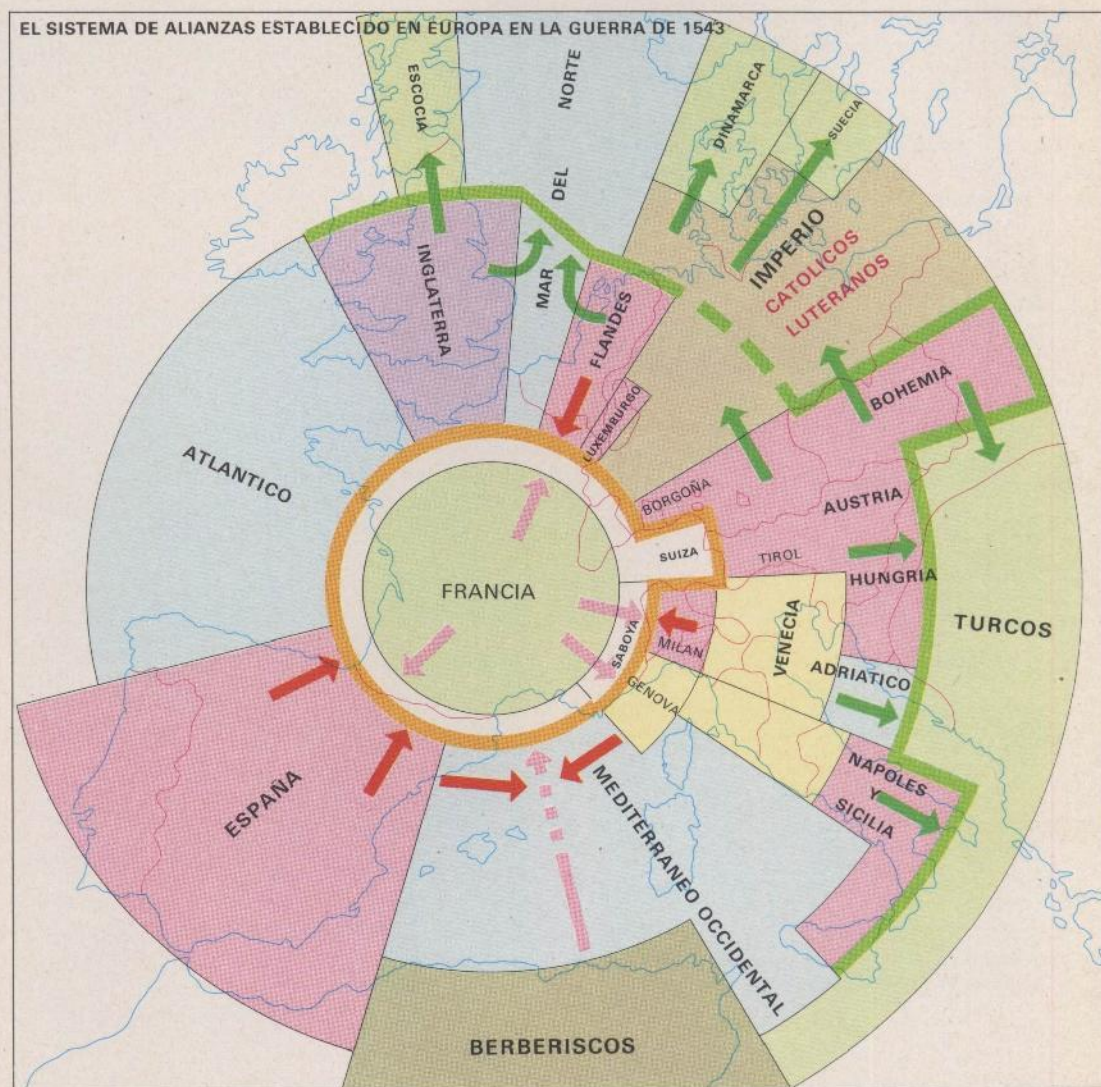 EL SISTEMA DE ALIANZAS ESTABLECIDO EN EUROPA EN LA GUERRA DE 1543
ESCOCIA
MAR DEL NORTE
DINAMARCA
SUECIA
INGLATERRA
FLANDES
LUXEMBURGO
IMPERIO
CATOLICOS
LUTERANOS
BOHEMIA
ATLANTICO
BORGOÑA
AUSTRIA
SUIZA
TIROL
HUNGRIA
FRANCIA
TURCOS
SABOYA
MILAN
VENECIA
GENOVA
ADRIATICO
NAPOLES
Y
SICILIA
ESPAÑA
MEDITERRANEO OCCIDENTAL
BERBERISCOS